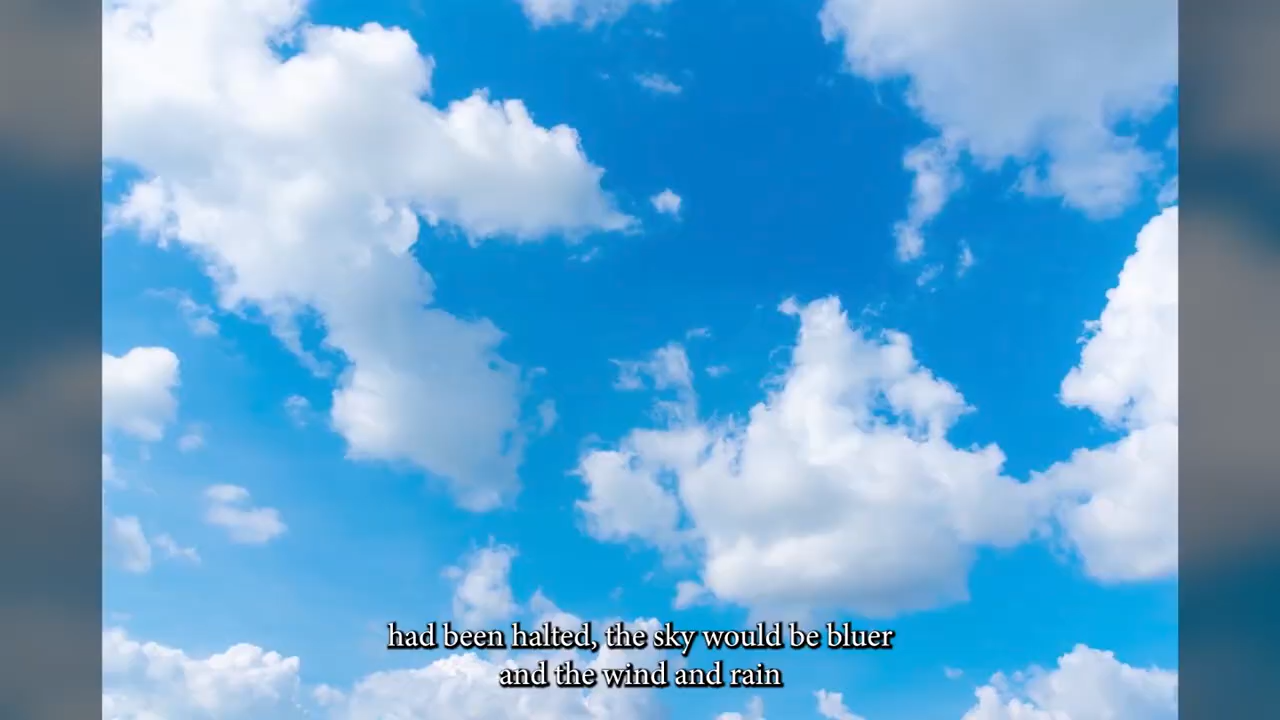 had been halted, the sky would be bluer
and the wind and rain